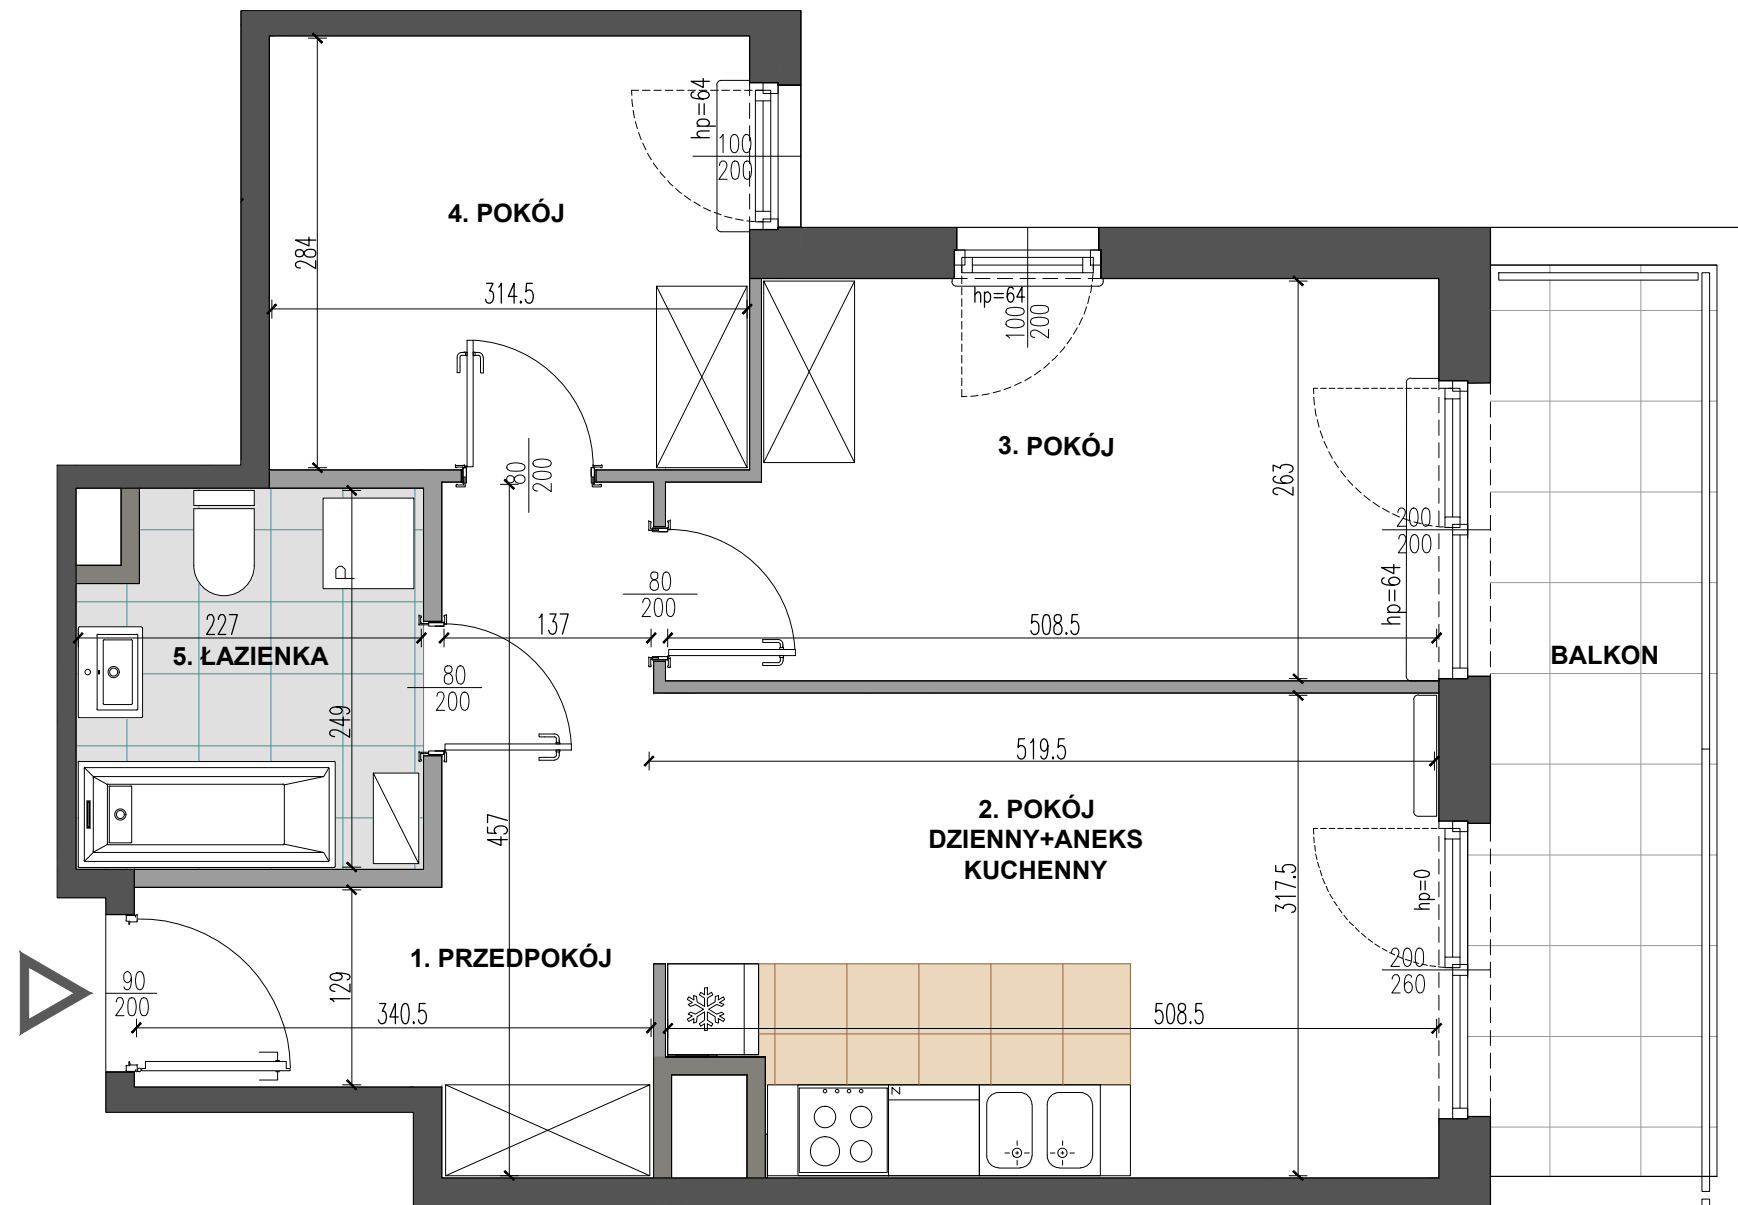 hp=64
100
200
4. POKÓJ
284
314.5
hp=64
100
200
3. POKÓJ
263
80
200
200
200
hp=64
P
80
200
227
137
508.5
5. ŁAZIENKA
BALKON
80
200
249
519.5
2. POKÓJ
DZIENNY+ANEKS
KUCHENNY
457
317.5
hp=0
1. PRZEDPOKÓJ
200
260
90
200
129
340.5
508.5
Z